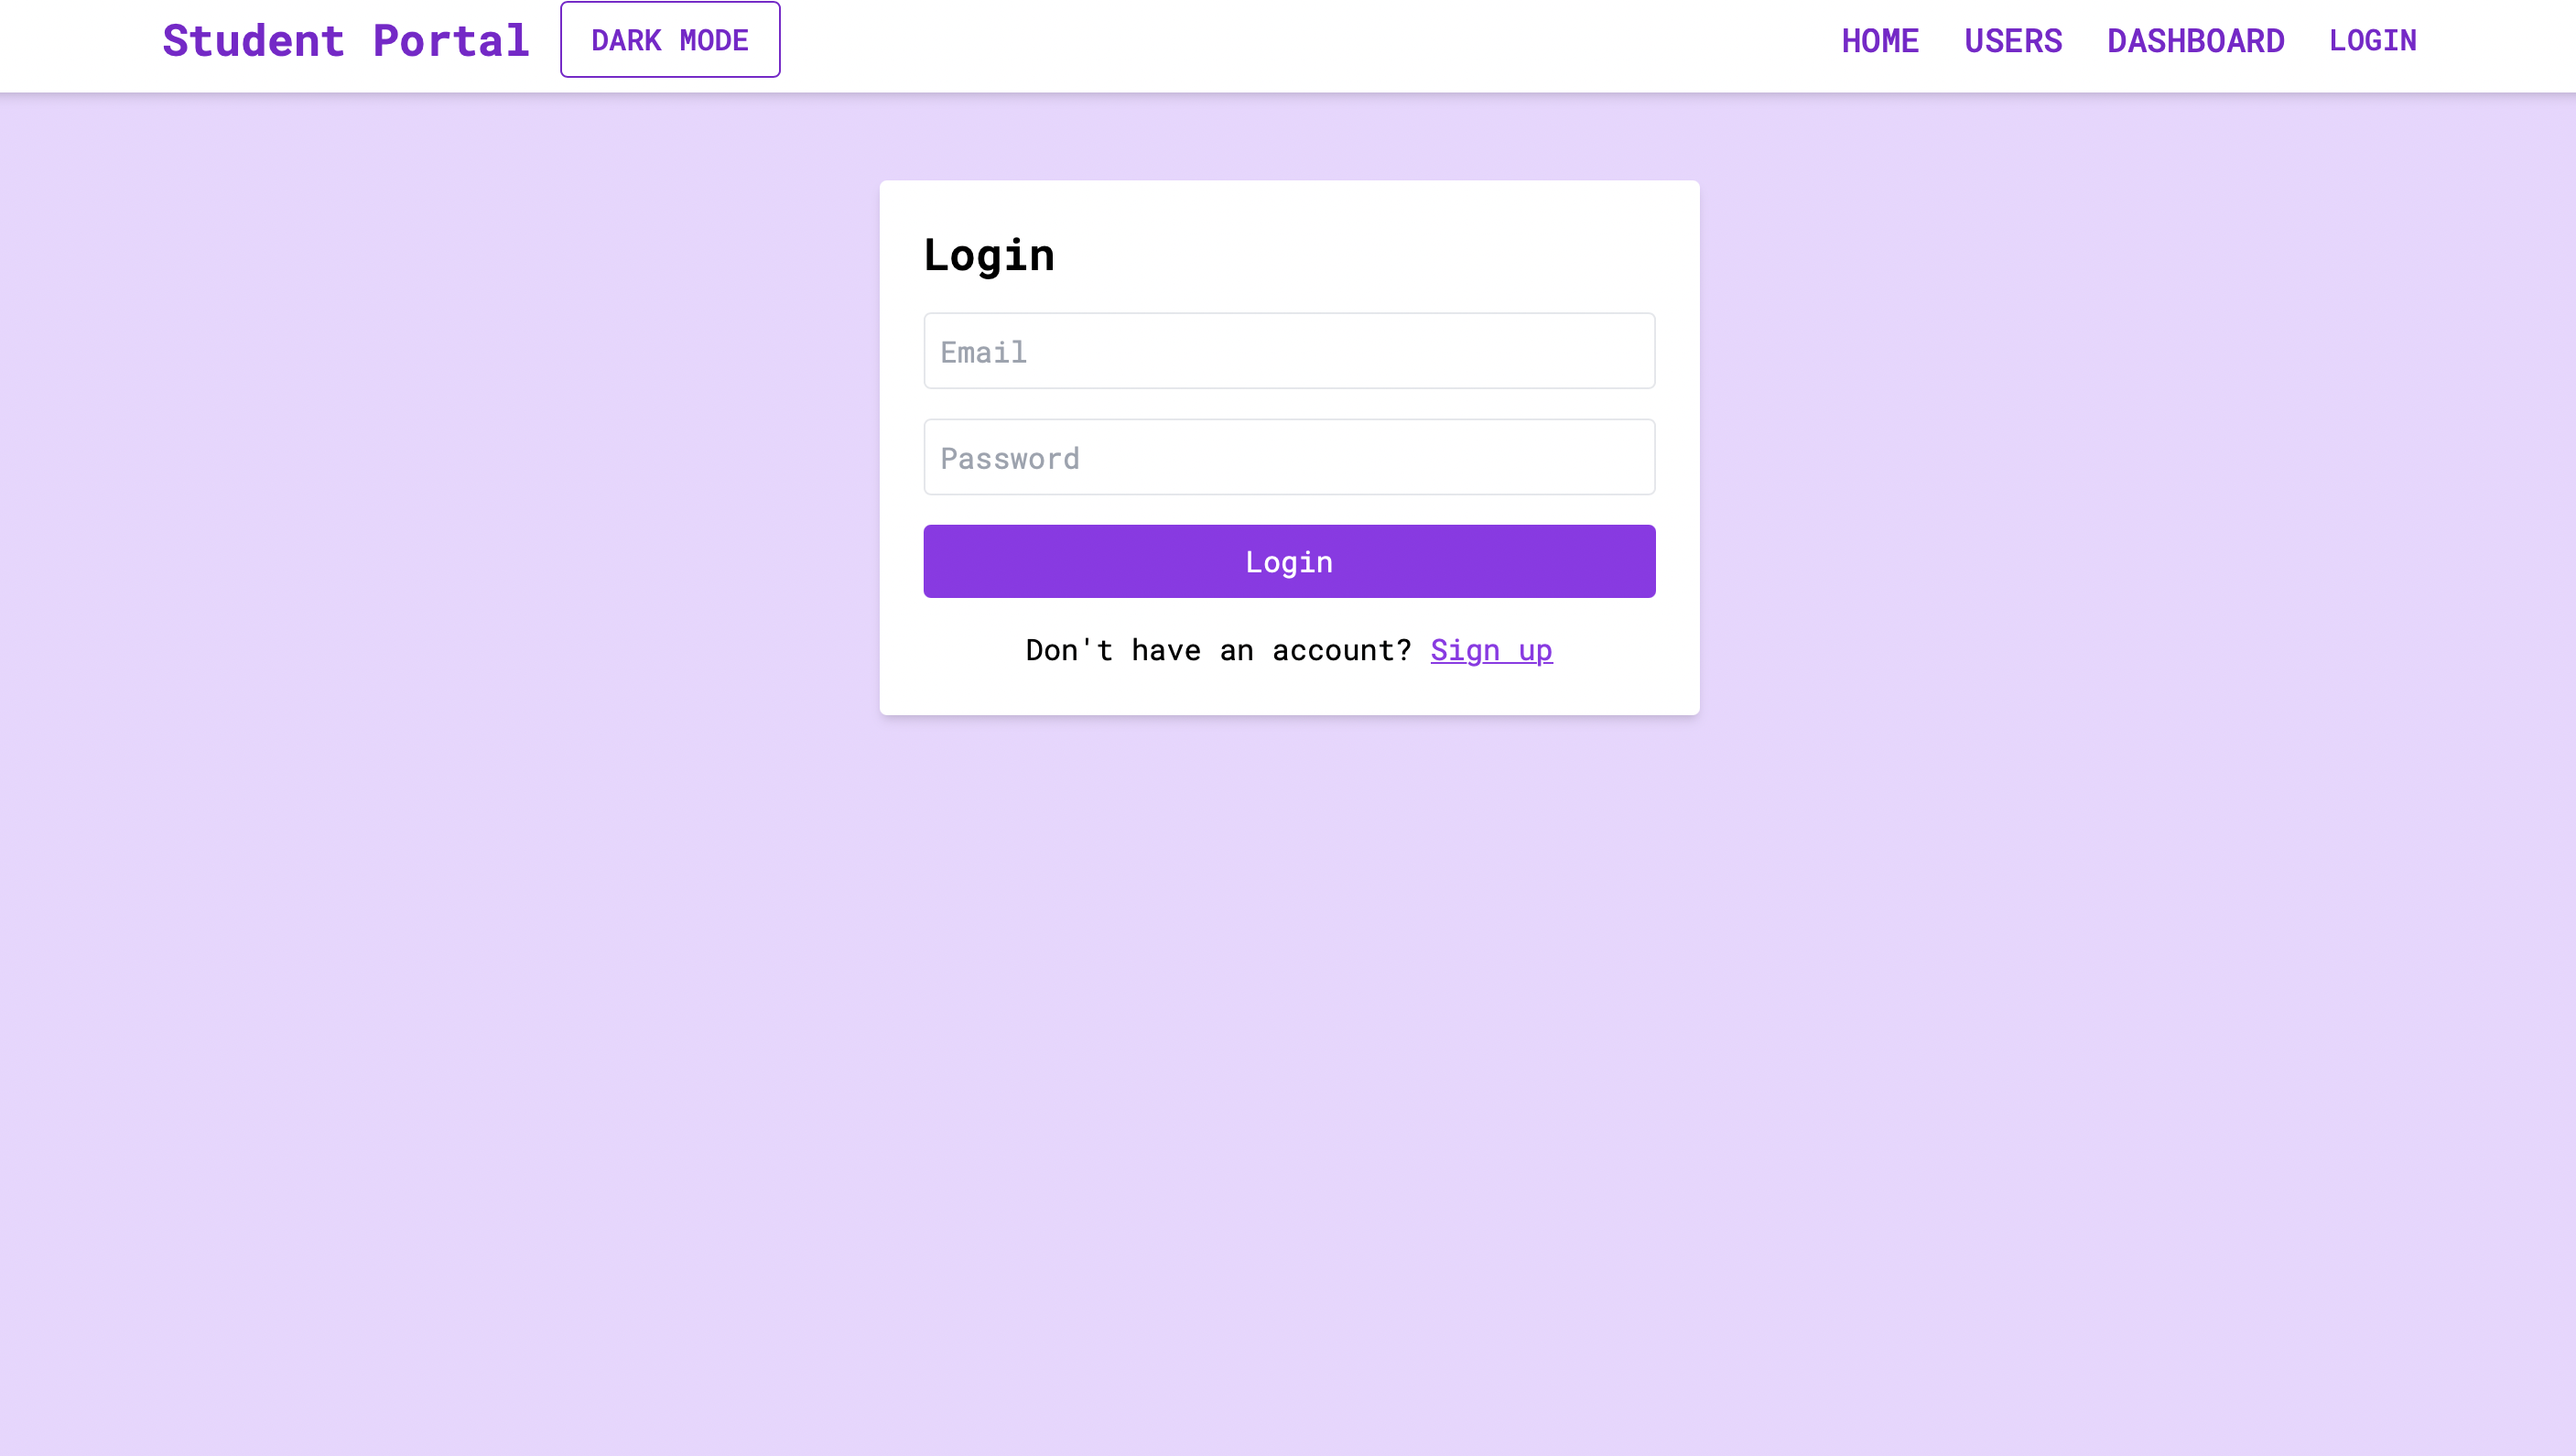 Student Portal DARK MODE HOME USERS DASHBOARD LOGIN
Login
Email
Password
Login
Don't have an account? Sign up